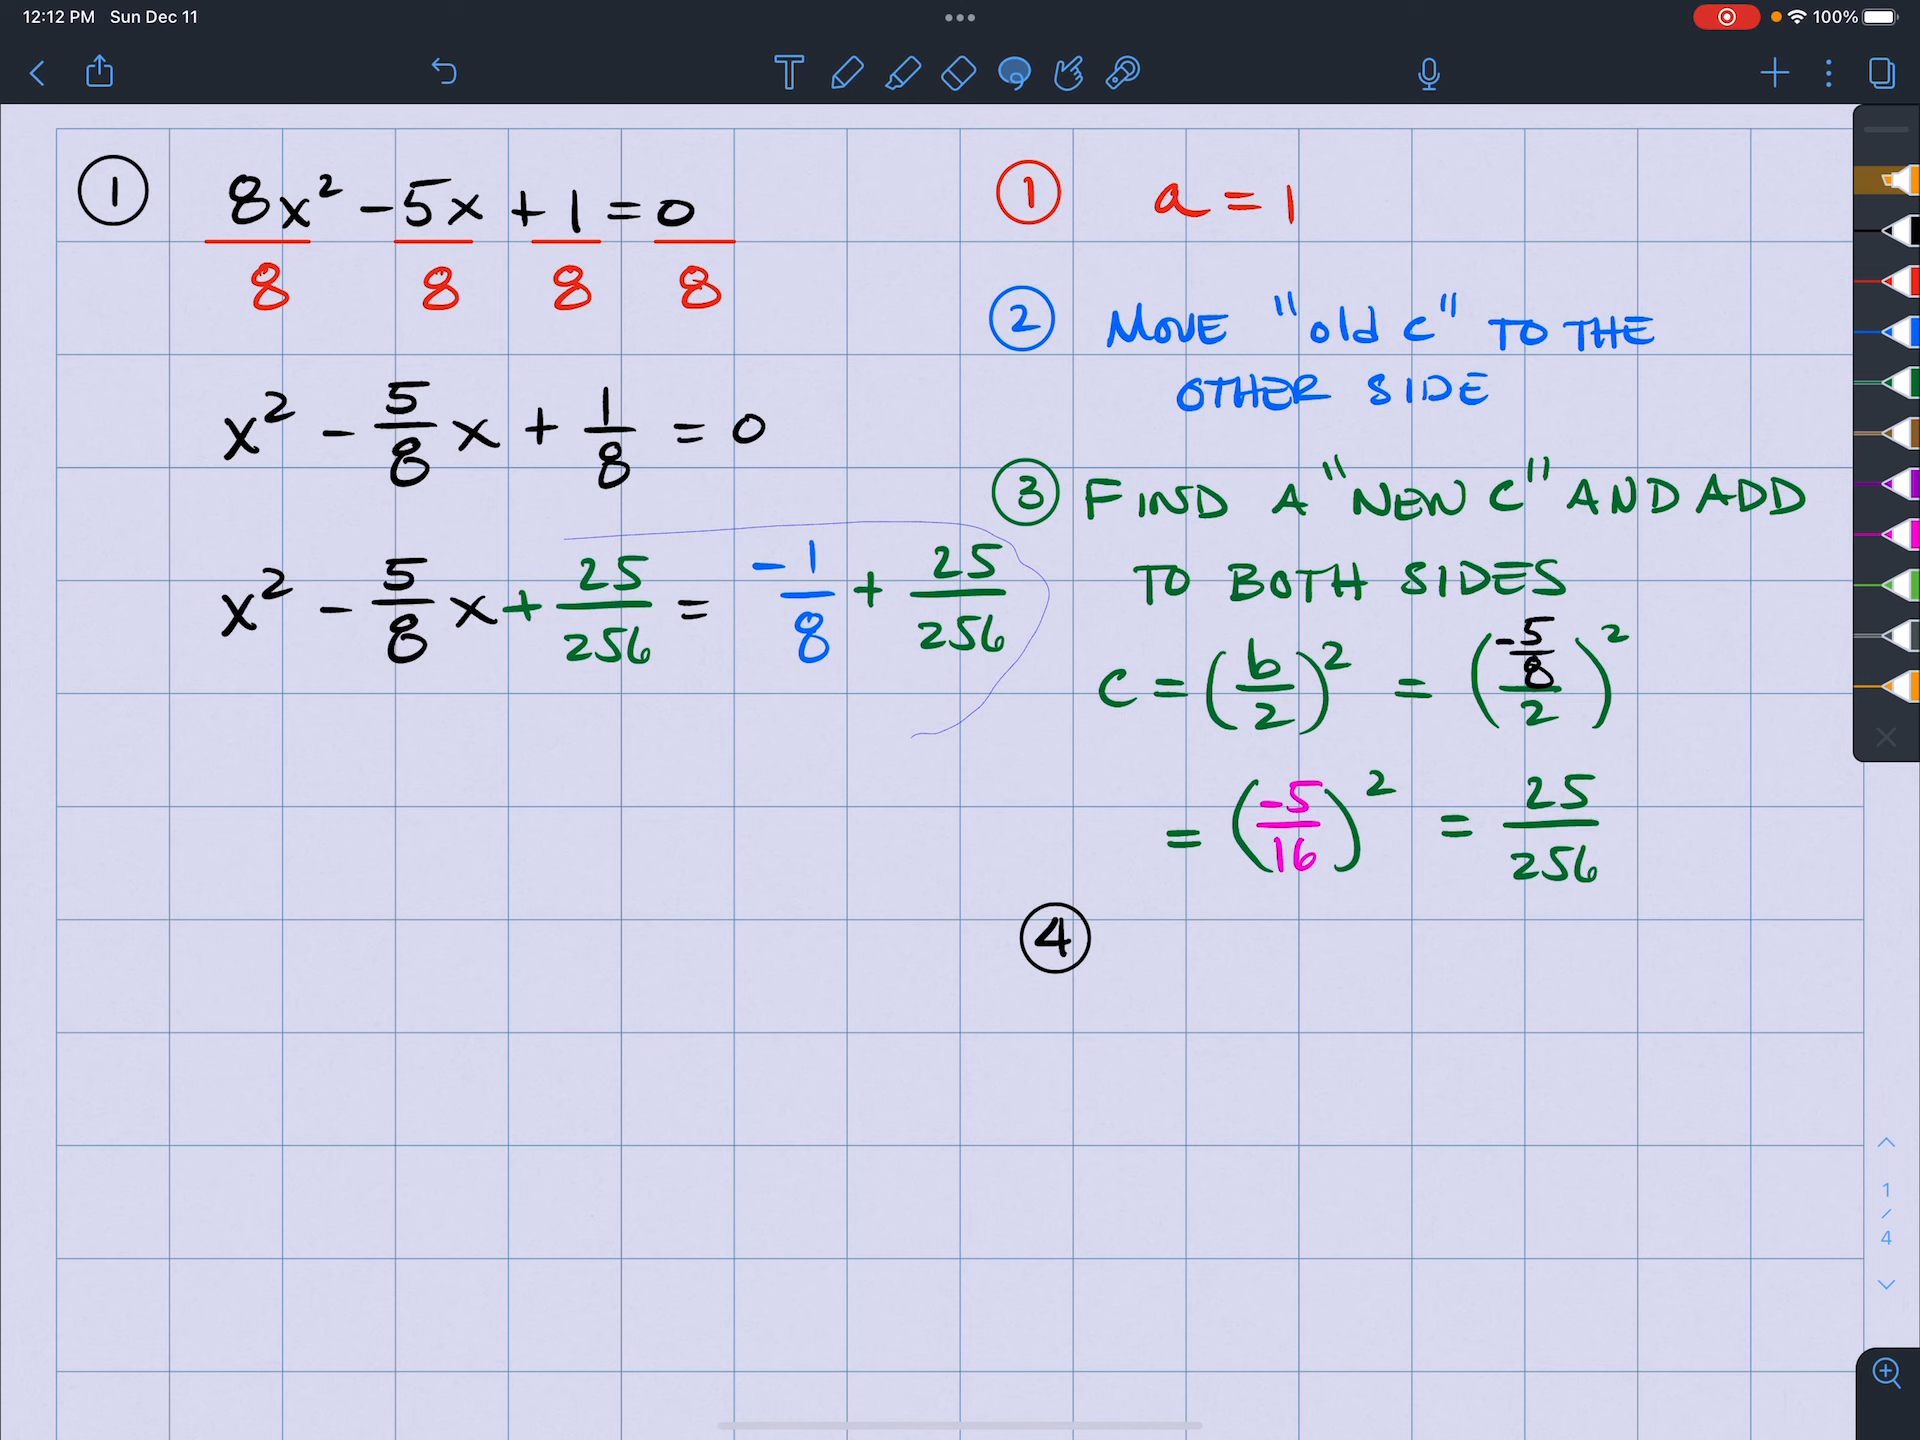 12:12 PM Sun Dec 11
100%
① 8x² - 5x + 1 = 0
8 8 8 8
x² - 5/8 x + 1/8 = 0
x² - 5/8 x + 25/256 = -1/8 + 25/256
① a = 1
② MOVE "old c" TO THE
OTHER SIDE
③ FIND A "NEW C" AND ADD
TO BOTH SIDES
c = (b/2)² = (-5/8/2)²
= (-5/16)² = 25/256
④
1
/
4